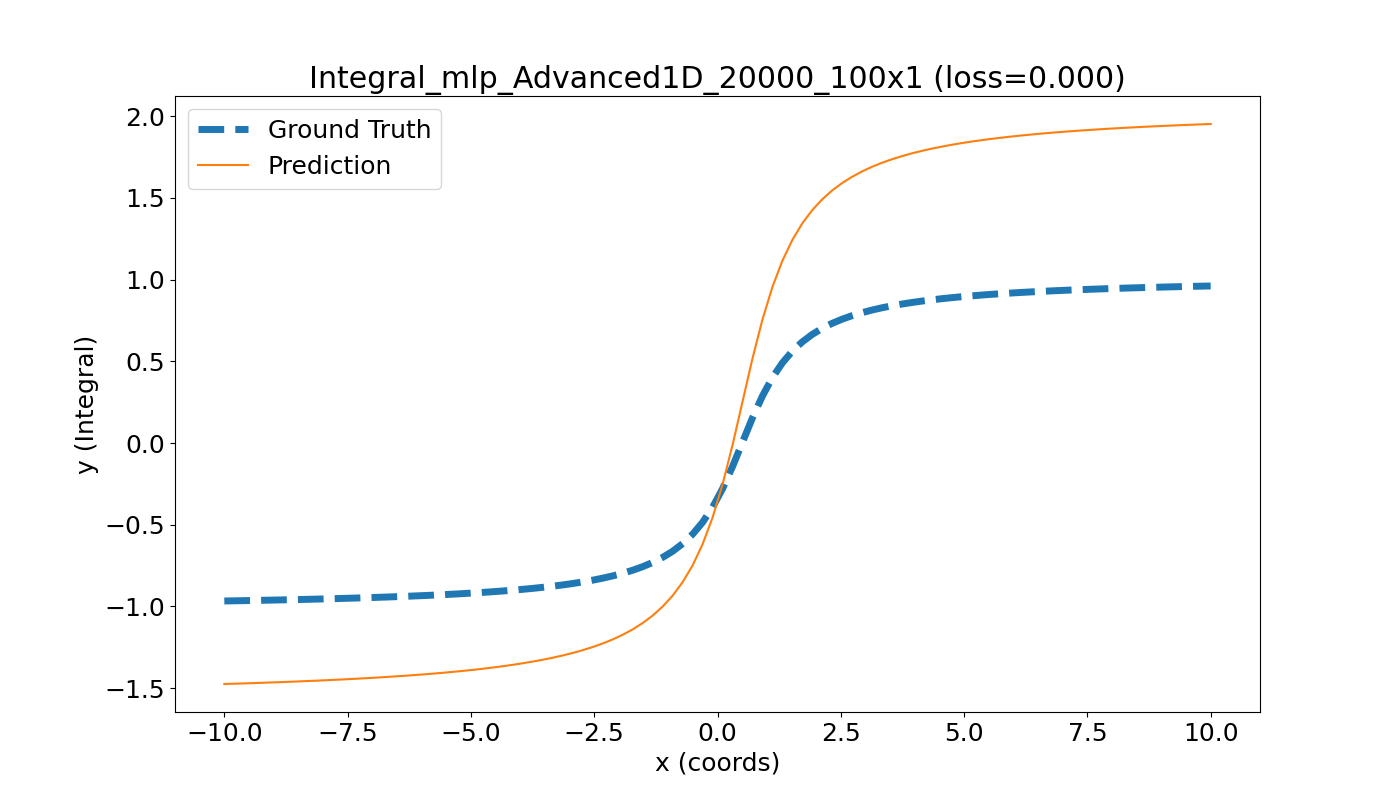 Integral_mlp_Advanced1D_20000_100x1 (loss=0.000)
Ground Truth
Prediction
y (Integral)
2.0
1.5
1.0
0.5
0.0
−0.5
−1.0
−1.5
−10.0 −7.5 −5.0 −2.5 0.0 2.5 5.0 7.5 10.0
x (coords)